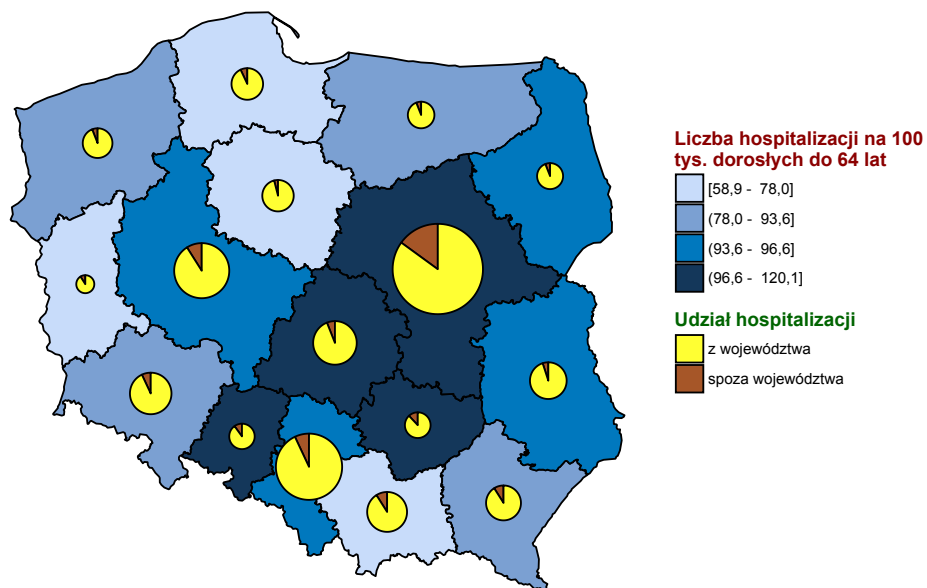 Liczba hospitalizacji na 100
tys. dorosłych do 64 lat
[58,9 - 78,0]
(78,0 - 93,6]
(93,6 - 96,6]
(96,6 - 120,1]
Udział hospitalizacji
z województwa
spoza województwa